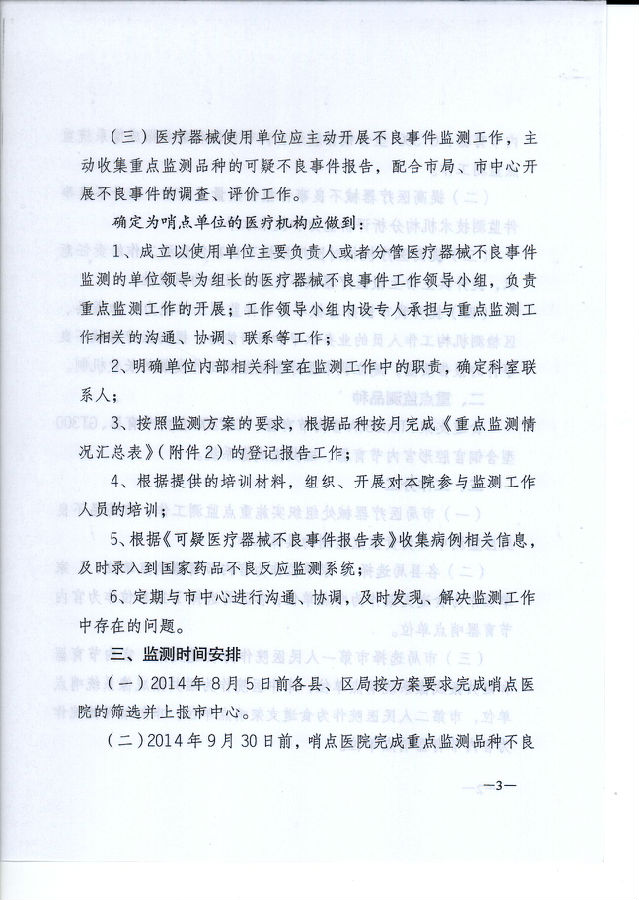 （三）医疗器械使用单位应主动开展不良事件监测工作，主
动收集重点监测品种的可疑不良事件报告，配合市局、市中心开
展不良事件的调查、评价工作。
确定为哨点单位的医疗机构应做到：
1、成立以使用单位主要负责人或者分管医疗器械不良事件
监测的单位领导为组长的医疗器械不良事件工作领导小组，负责
重点监测工作的开展；工作领导小组内设专人承担与重点监测工
作相关的沟通、协调、联系等工作；
2、明确单位内部相关科室在监测工作中的职责，确定科室联
系人；
3、按照监测方案的要求，根据品种按月完成《重点监测情
况汇总表》（附件2）的登记报告工作；
4、根据提供的培训材料，组织、开展对本院参与监测工作
人员的培训；
5、根据《可疑医疗器械不良事件报告表》收集病例相关信息，
及时录入到国家药品不良反应监测系统；
6、定期与市中心进行沟通、协调，及时发现、解决监测工作
中存在的问题。
三、监测时间安排
（一）2014年8月5日前各县、区局按方案要求完成哨点医
院的筛选并上报市中心。
（二）2014年9月30日前，哨点医院完成重点监测品种不良
—3—